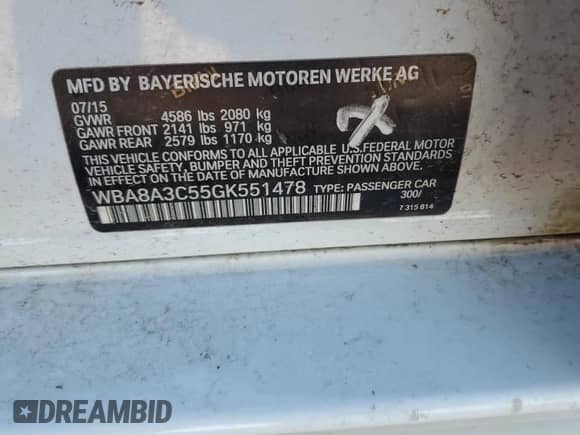 MFD BY BAYERISCHE MOTOREN WERKE AG
07/15
GVWR 4586 lbs 2080 kg
GAWR FRONT 2141 lbs 971 kg
GAWR REAR 2579 lbs 1170 kg
THIS VEHICLE CONFORMS TO ALL APPLICABLE U.S.FEDERAL MOTOR
VEHICLE SAFETY, BUMPER AND THEFT PREVENTION STANDARDS
IN EFFECT ON THE DATE OF MANUFACTURE SHOWN ABOVE.
WBA8A3C55GK551478 TYPE: PASSENGER CAR
300/
7 315 814
DREAMBID